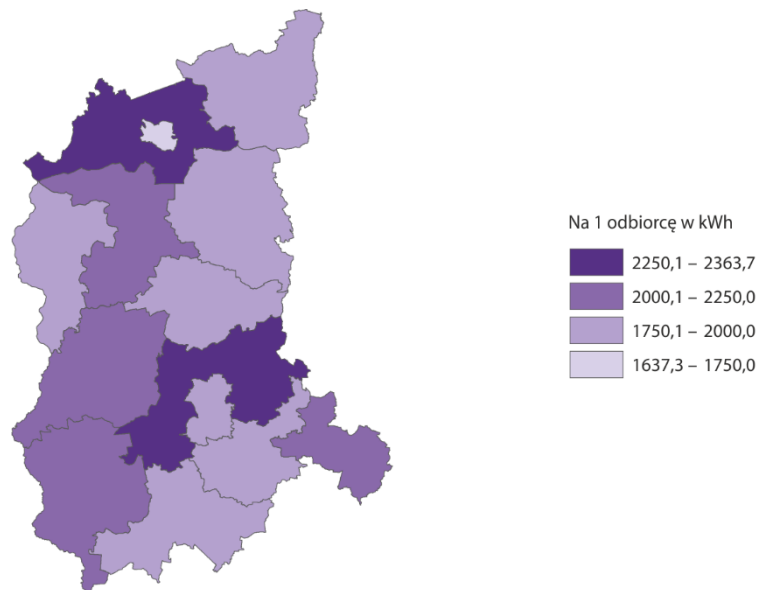 Na 1 odbiorcę w kWh
2250,1 – 2363,7
2000,1 – 2250,0
1750,1 – 2000,0
1637,3 – 1750,0